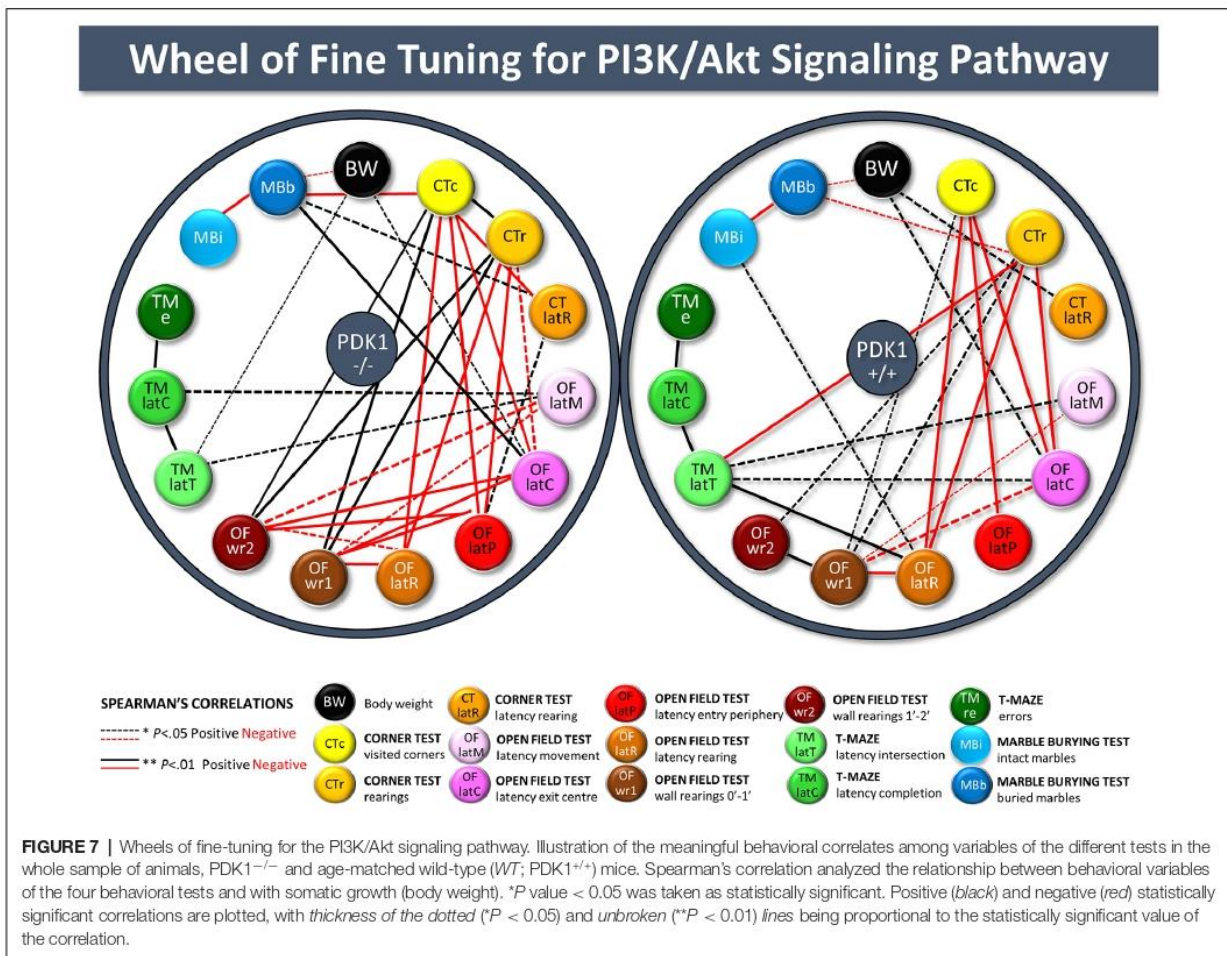 Wheel of Fine Tuning for PI3K/Akt Signaling Pathway
BW
MBb
CTc
MBi
CTr
TM
e
CT
latR
PDK1
-/-
TM
latC
OF
latM
TM
latT
OF
latC
OF
wr2
OF
latP
OF
wr1
OF
latR
BW
MBb
CTc
MBi
CTr
TM
e
CT
latR
PDK1
+/+
TM
latC
OF
latM
TM
latT
OF
latC
OF
wr2
OF
latP
OF
wr1
OF
latR
SPEARMAN'S CORRELATIONS
* P<.05 Positive Negative
** P<.01 Positive Negative
BW
Body weight
CTc
CORNER TEST
visited corners
CTr
CORNER TEST
rearings
CT
latR
CORNER TEST
latency rearing
OF
latM
OPEN FIELD TEST
latency movement
OF
latC
OPEN FIELD TEST
latency exit centre
OF
latP
OPEN FIELD TEST
latency entry periphery
OF
latR
OPEN FIELD TEST
latency rearing
OF
wr1
OPEN FIELD TEST
wall rearings 0'-1'
OF
wr2
OPEN FIELD TEST
wall rearings 1'-2'
TM
latT
T-MAZE
latency intersection
TM
latC
T-MAZE
latency completion
TM
re
T-MAZE
errors
MBi
MARBLE BURYING TEST
intact marbles
MBb
MARBLE BURYING TEST
buried marbles
FIGURE 7 | Wheels of fine-tuning for the PI3K/Akt signaling pathway. Illustration of the meaningful behavioral correlates among variables of the different tests in the
whole sample of animals, PDK1−/− and age-matched wild-type (WT; PDK1+/+) mice. Spearman's correlation analyzed the relationship between behavioral variables
of the four behavioral tests and with somatic growth (body weight). *P value < 0.05 was taken as statistically significant. Positive (black) and negative (red) statistically
significant correlations are plotted, with thickness of the dotted (*P < 0.05) and unbroken (**P < 0.01) lines being proportional to the statistically significant value of
the correlation.